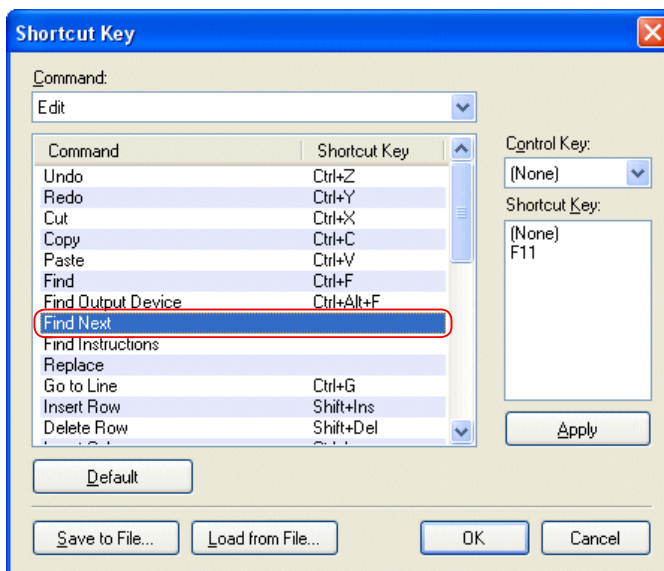 Shortcut Key
Command:
Edit
Command Shortcut Key
Undo Ctrl+Z
Redo Ctrl+Y
Cut Ctrl+X
Copy Ctrl+C
Paste Ctrl+V
Find Ctrl+F
Find Output Device Ctrl+Alt+F
Find Next
Find Instructions
Replace
Go to Line Ctrl+G
Insert Row Shift+Ins
Delete Row Shift+Del
Control Key:
(None)
Shortcut Key:
(None)
F11
Apply
Default
Save to File...
Load from File...
OK
Cancel